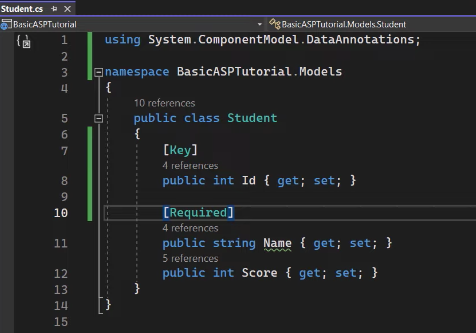 Student.cs
BasicASPTutorial
BasicASPTutorial.Models.Student
1 using System.ComponentModel.DataAnnotations;
2
3 namespace BasicASPTutorial.Models
4 {
10 references
5 public class Student
6 {
7 [Key]
4 references
8 public int Id { get; set; }
9
10 [Required]
4 references
11 public string Name { get; set; }
5 references
12 public int Score { get; set; }
13 }
14 }
15